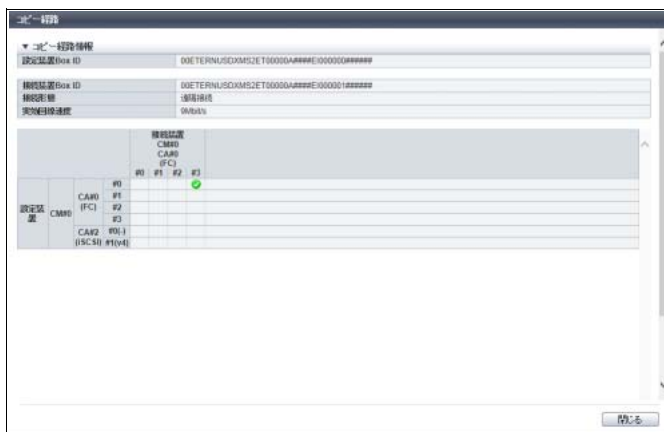 コピー経路
▼ コピー経路情報
設定装置Box ID 00ETERNUSDXMS2ET00000A####EI000000######
接続装置Box ID 00ETERNUSDXMS2ET00000A####EI000001######
接続形態 遠隔接続
実効回線速度 0Mbit/s
接続装置
CM#0
CA#0
(FC)
#0 #1 #2 #3
設定装置 CM#0 CA#0 (FC) #0
#1
#2
#3
CA#2 (iSCSI) #0(-)
#1(v4)
閉じる